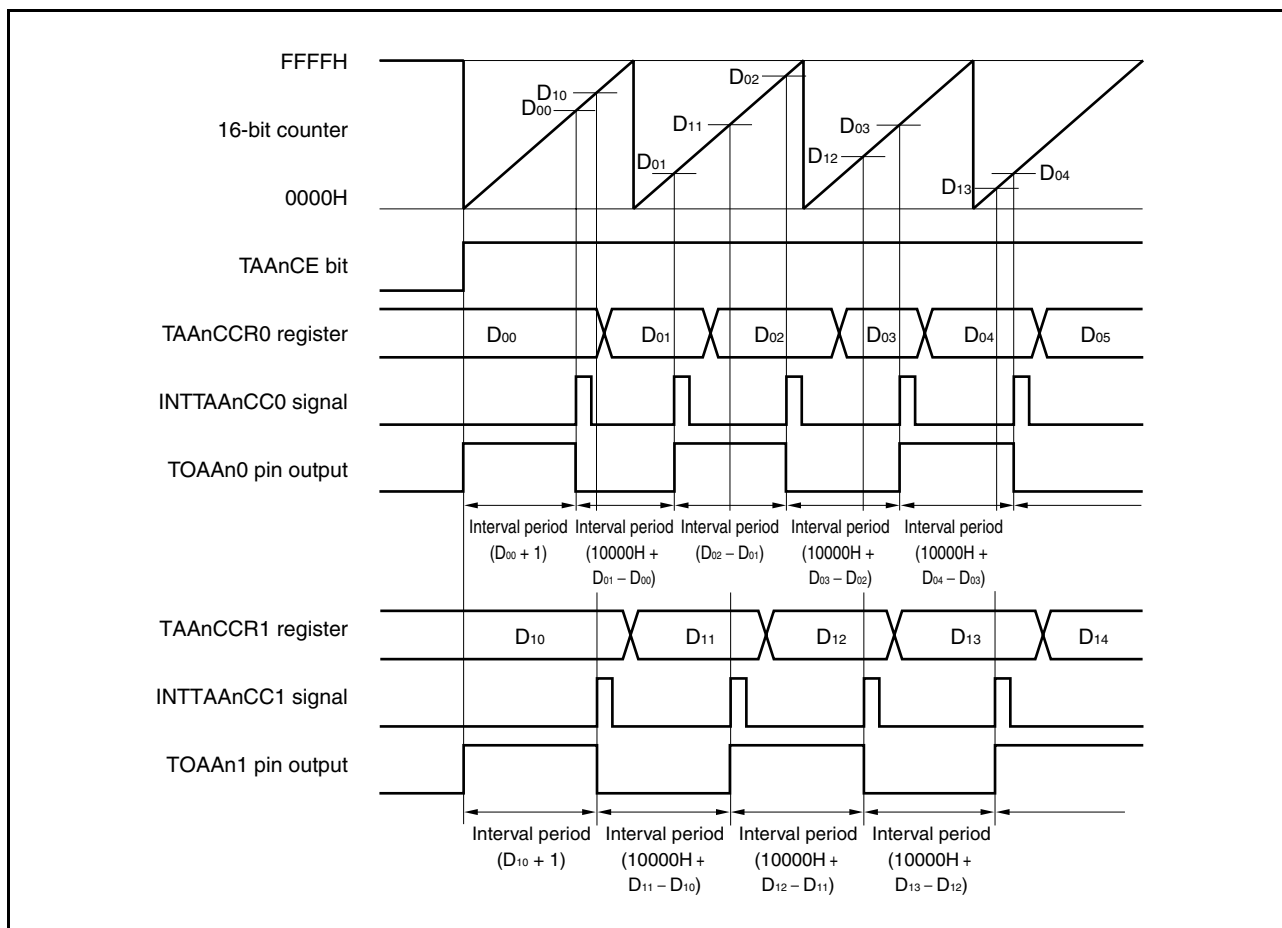 FFFFH
D10
D00
D02
16-bit counter
D11
D03
D01
D12
D13
D04
0000H
TAAnCE bit
TAAnCCR0 register
D00
D01
D02
D03
D04
D05
INTTAAnCC0 signal
TOAAn0 pin output
Interval period
(D00 + 1)
Interval period
(10000H +
D01 – D00)
Interval period
(D02 – D01)
Interval period
(10000H +
D03 – D02)
Interval period
(10000H +
D04 – D03)
TAAnCCR1 register
D10
D11
D12
D13
D14
INTTAAnCC1 signal
TOAAn1 pin output
Interval period
(D10 + 1)
Interval period
(10000H +
D11 – D10)
Interval period
(10000H +
D12 – D11)
Interval period
(10000H +
D13 – D12)